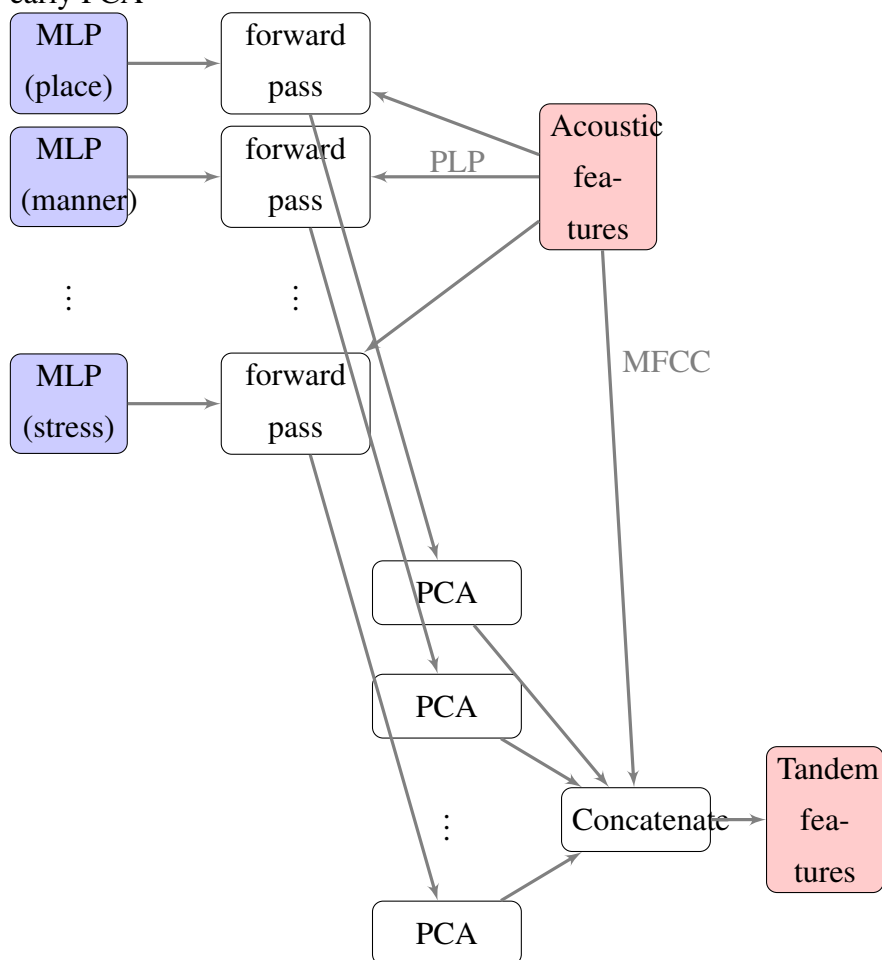 early PCA
MLP
(place)
forward
pass
MLP
(manner)
forward
pass
PLP
Acoustic
fea-
tures
⋮
⋮
MLP
(stress)
forward
pass
MFCC
PCA
PCA
⋮
Concatenate
Tandem
fea-
tures
PCA